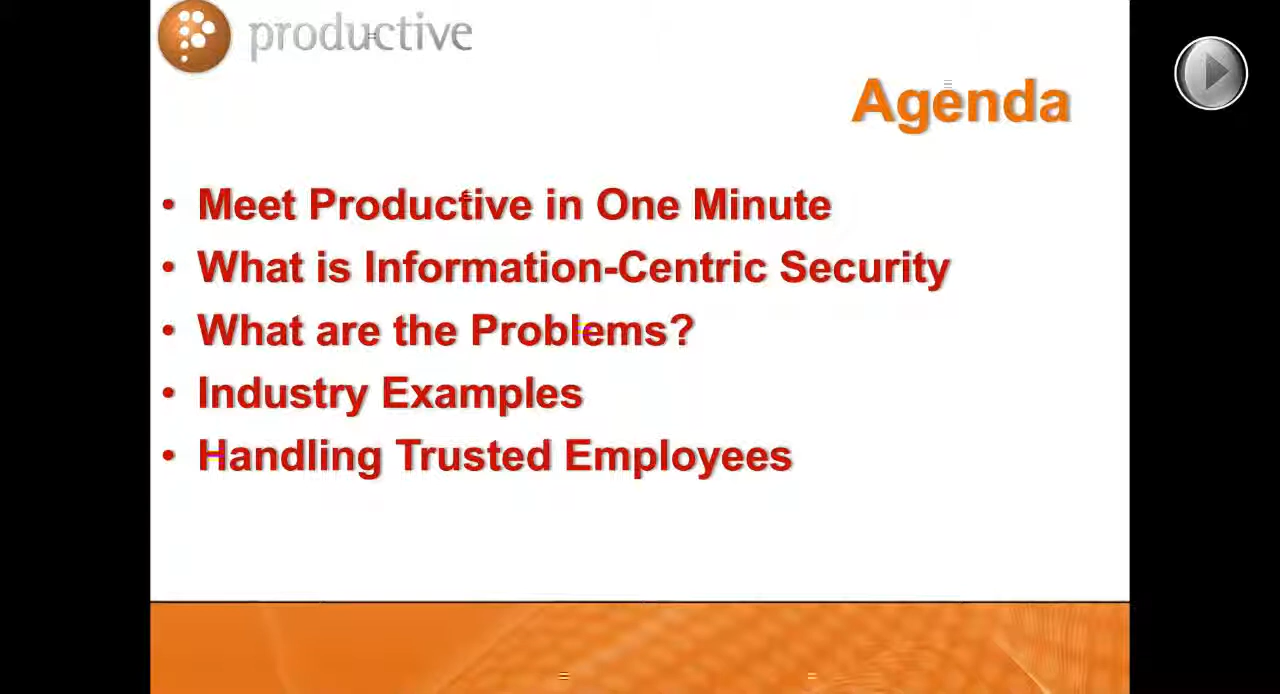 productive
Agenda
• Meet Productive in One Minute
• What is Information-Centric Security
• What are the Problems?
• Industry Examples
• Handling Trusted Employees